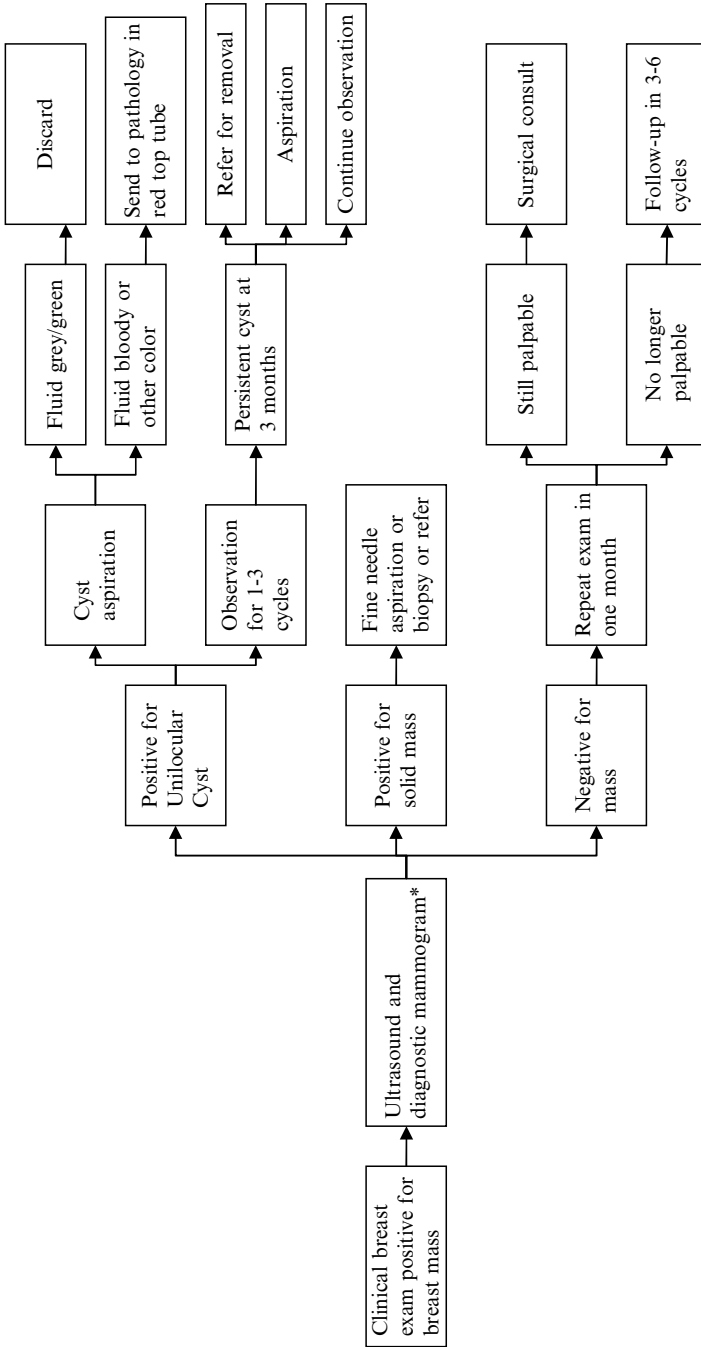 Clinical breast
exam positive for
breast mass
Ultrasound and
diagnostic mammogram*
Positive for
Unilocular
Cyst
Cyst
aspiration
Fluid grey/green
Discard
Fluid bloody or
other color
Send to pathology in
red top tube
Observation
for 1-3
cycles
Persistent cyst at
3 months
Refer for removal
Aspiration
Continue observation
Positive for
solid mass
Fine needle
aspiration or
biopsy or refer
Negative for
mass
Repeat exam in
one month
Still palpable
Surgical consult
No longer
palpable
Follow-up in 3-6
cycles